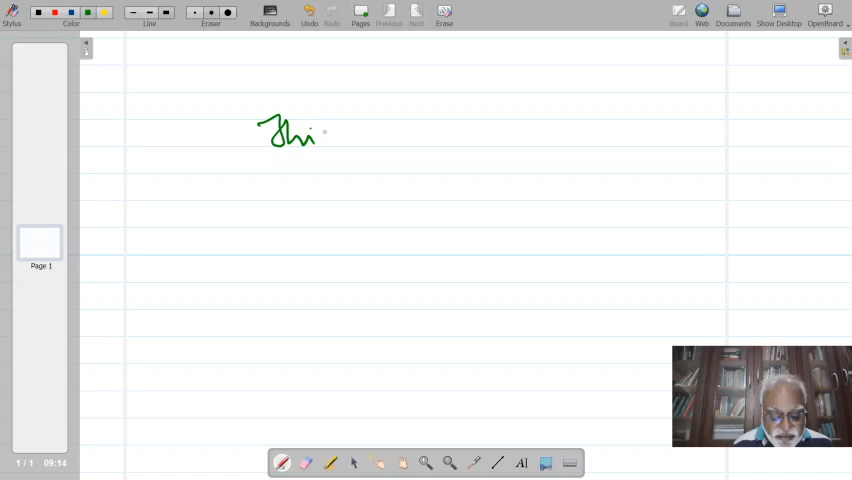 Stylus
Color
Line
Eraser
Backgrounds
Undo
Redo
Pages
Previous
Next
Erase
Board
Web
Documents
Show Desktop
OpenBoard
Thi
Page 1
1 / 1 09:14
AI